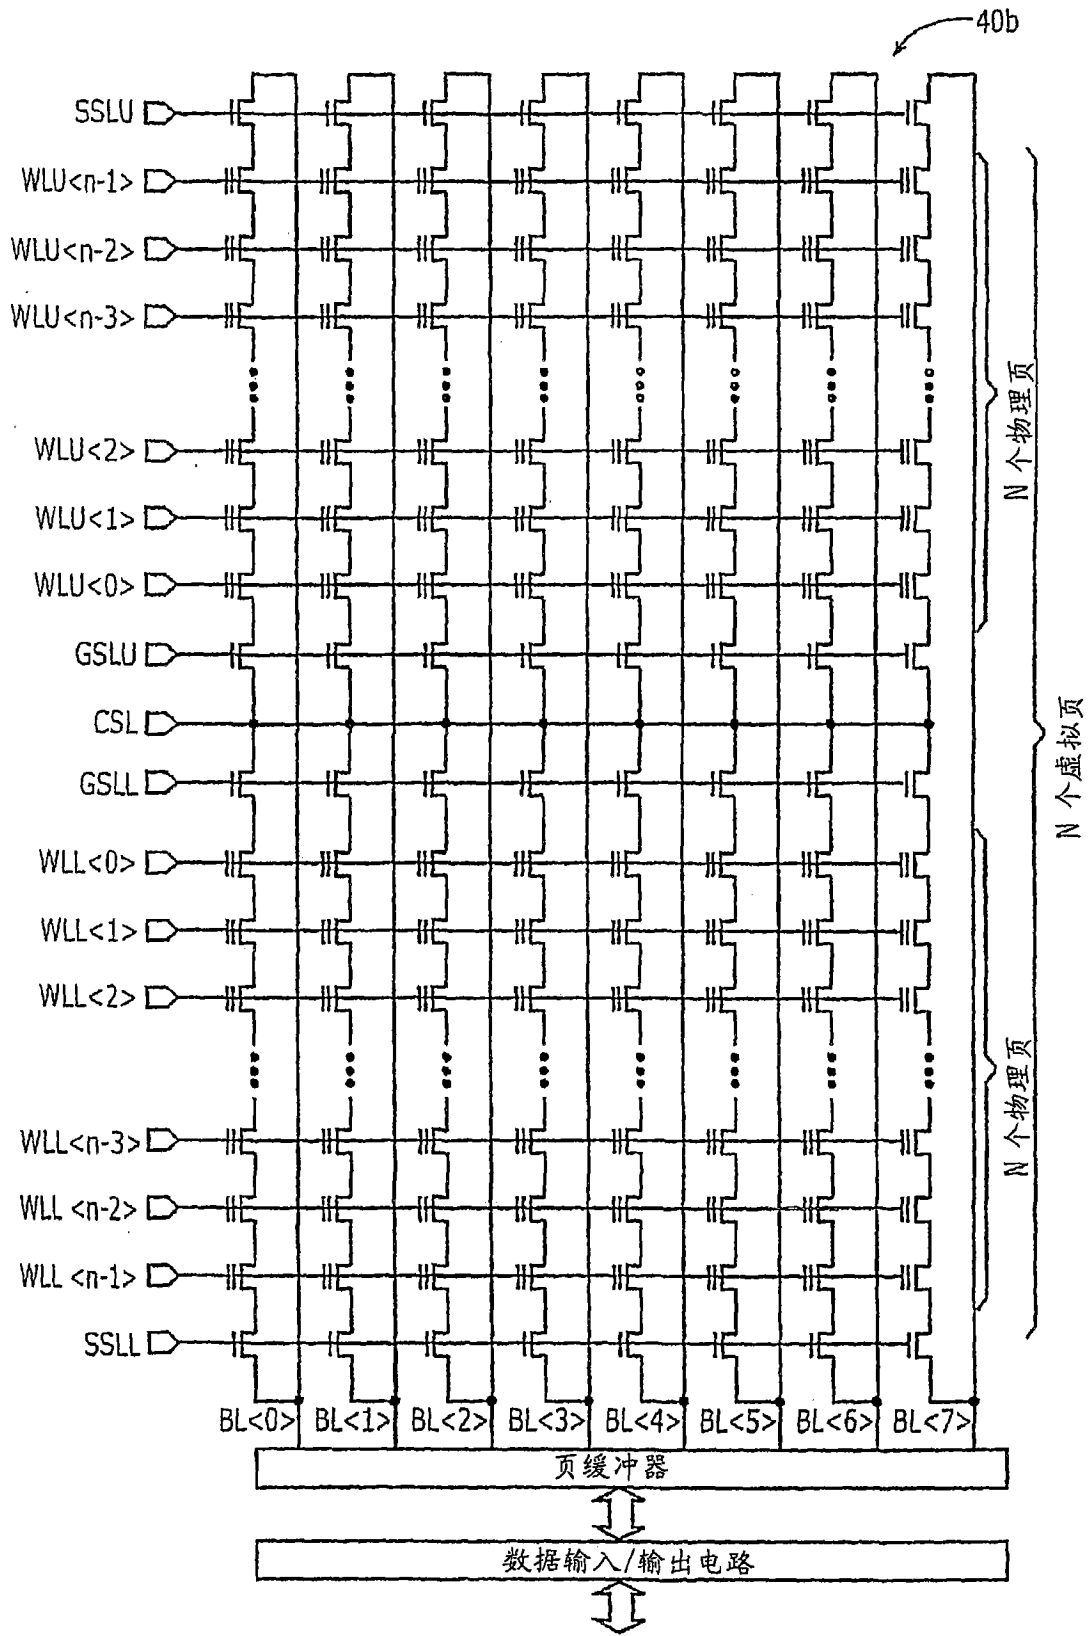 40b
SSLU
WLU<n-1>
WLU<n-2>
WLU<n-3>
WLU<2>
WLU<1>
WLU<0>
GSLU
CSL
GSLL
WLL<0>
WLL<1>
WLL<2>
WLL<n-3>
WLL <n-2>
WLL <n-1>
SSLL
N 个物理页
N 个虚拟页
N 个物理页
BL<0> BL<1> BL<2> BL<3> BL<4> BL<5> BL<6> BL<7>
页缓冲器
数据输入/输出电路